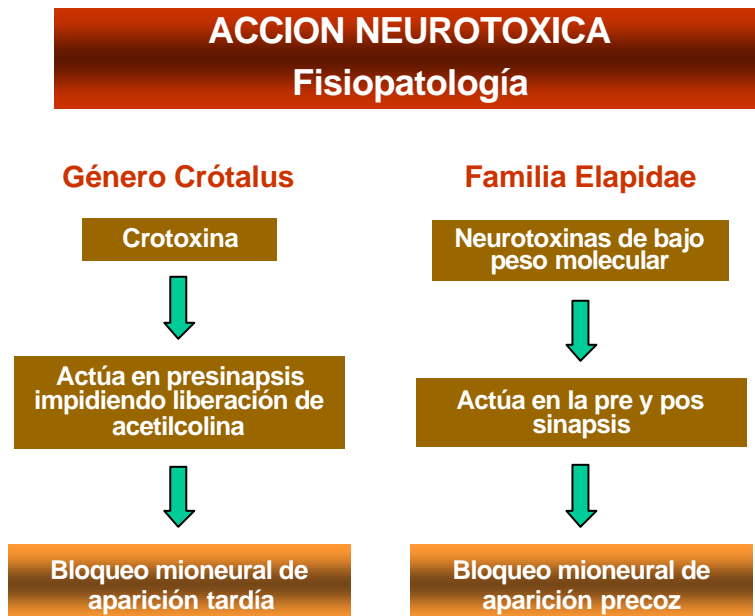 ACCION NEUROTOXICA
Fisiopatología
Género Crótalus
Crotoxina
Actúa en presinapsis
impidiendo liberación de
acetilcolina
Bloqueo mioneural de
aparición tardía
Familia Elapidae
Neurotoxinas de bajo
peso molecular
Actúa en la pre y pos
sinapsis
Bloqueo mioneural de
aparición precoz